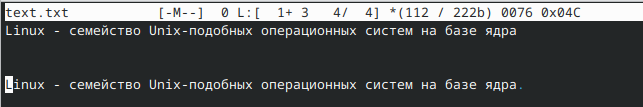 text.txt [-M--] 0 L:[ 1+ 3 4/ 4] *(112 / 222b) 0076 0x04C
Linux - семейство Unix-подобных операционных систем на базе ядра
Linux - семейство Unix-подобных операционных систем на базе ядра.